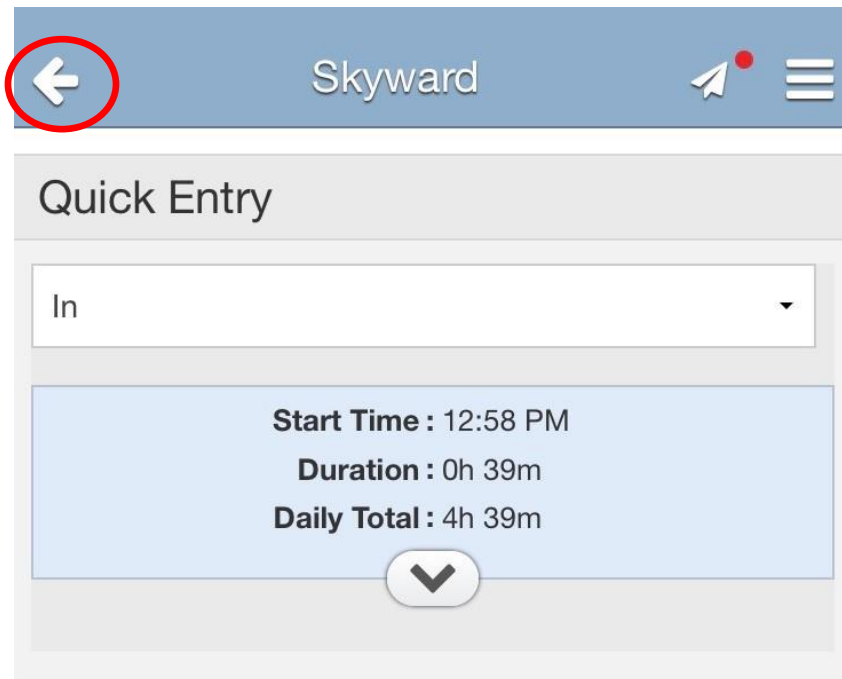 Skyward
Quick Entry
In
Start Time : 12:58 PM
Duration : 0h 39m
Daily Total : 4h 39m